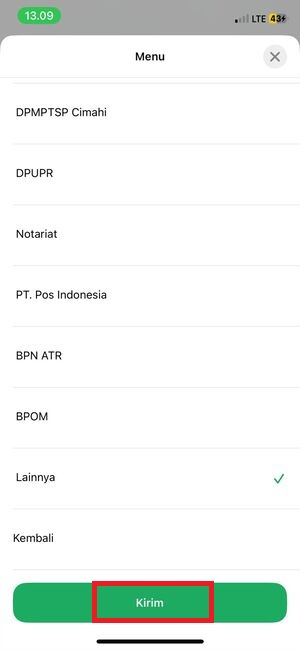 13.09
LTE 43
Menu
DPMPTSP Cimahi
DPUPR
Notariat
PT. Pos Indonesia
BPN ATR
BPOM
Lainnya
Kembali
Kirim